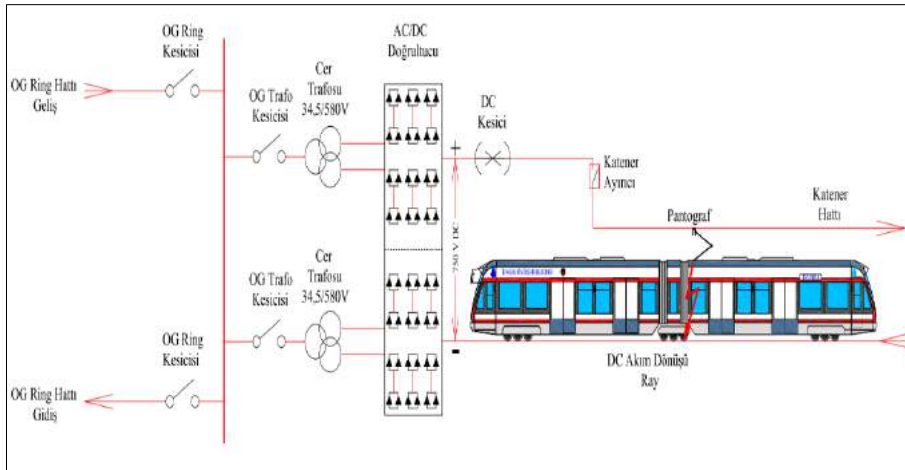 OG Ring
Kesicisi
OG Ring Hattı
Geliş
OG Trafo
Kesicisi
Cer
Trafosu
34,5/580V
AC/DC
Doğrultucu
DC
Kesici
+
Katener
Ayırıcı
Katener
Hattı
Pantograf
750 V DC
Cer
Trafosu
34,5/580V
OG Trafo
Kesicisi
OG Ring
Kesicisi
-
DC Akım Dönüşü
Ray
OG Ring Hattı
Gidiş